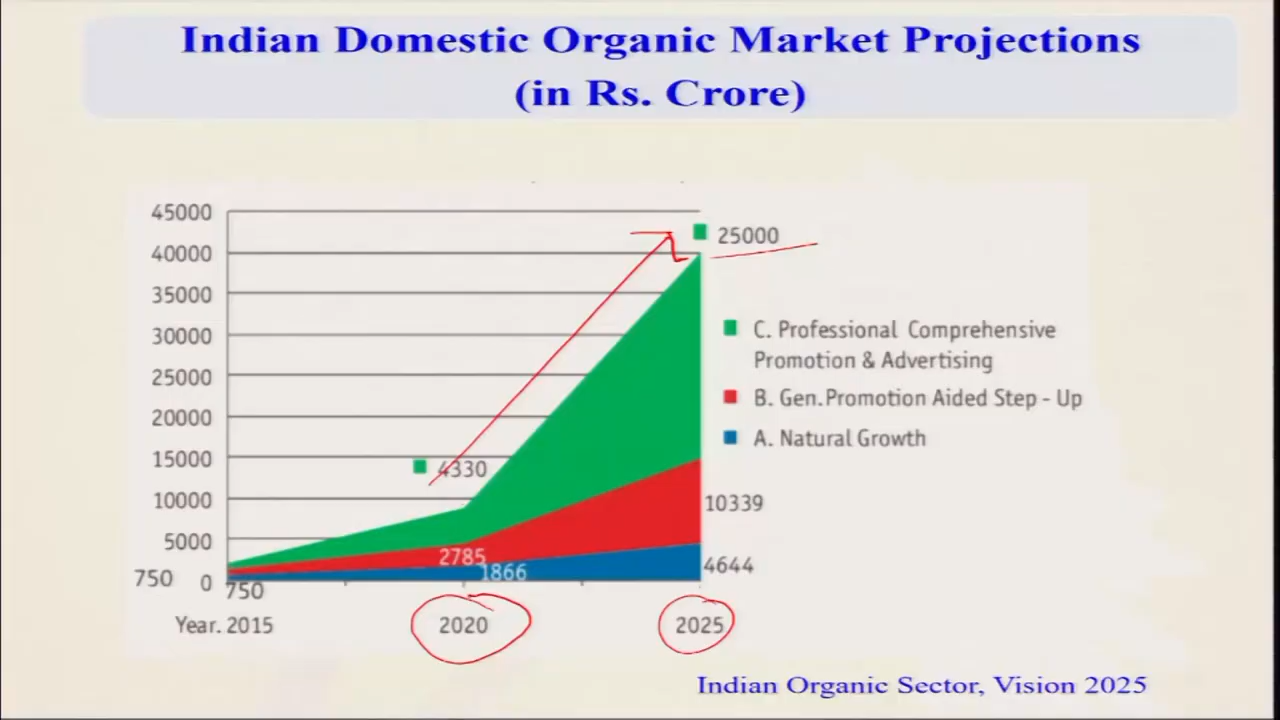 Indian Domestic Organic Market Projections
(in Rs. Crore)
45000
40000
35000
30000
25000
20000
15000
10000
5000
0
750
750
4330
2785
1866
25000
10339
4644
C. Professional Comprehensive
Promotion & Advertising
B. Gen.Promotion Aided Step - Up
A. Natural Growth
Year. 2015
2020
2025
Indian Organic Sector, Vision 2025